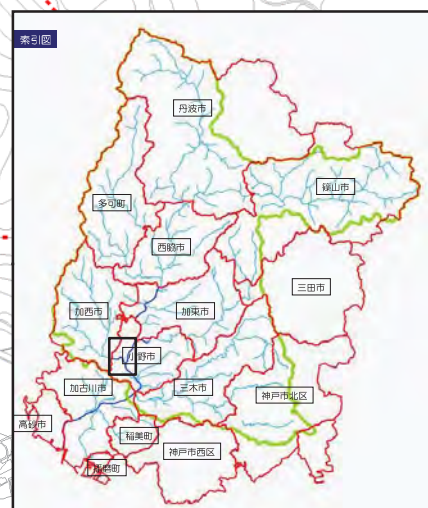 索引図
丹波市
篠山市
多可町
西脇市
三田市
加西市
加東市
小野市
加古川市
三木市
神戸市北区
高砂市
稲美町
神戸市西区
播磨町